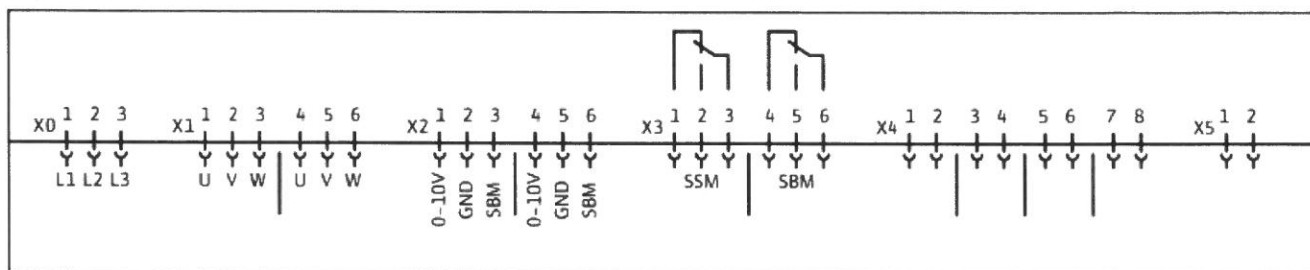 1 2 3 1 2 3 4 5 6 1 2 3 4 5 6 1 2 3 4 5 6 1 2 3 4 5 6 7 8 1 2
X0 X1 X2 X3 X4 X5
L1 L2 L3 U V W U V W 0-10V GND SBM 0-10V GND SBM SSM SBM